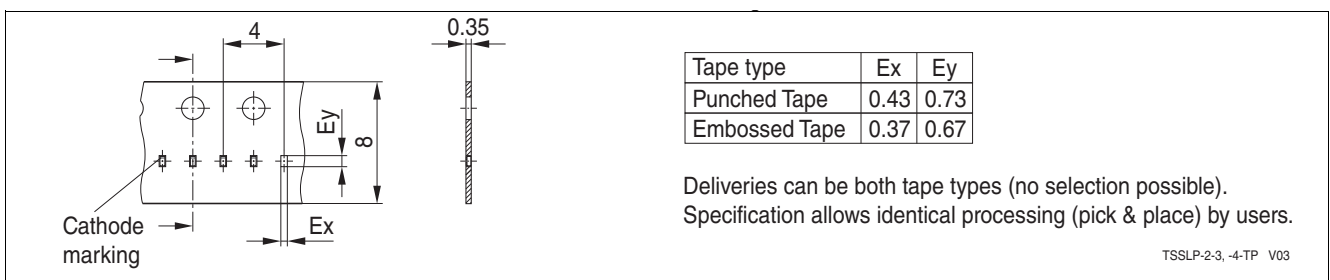 4
0.35
Ey
8
Cathode
marking
Ex
Tape type Ex Ey
Punched Tape 0.43 0.73
Embossed Tape 0.37 0.67
Deliveries can be both tape types (no selection possible).
Specification allows identical processing (pick & place) by users.
TSSLP-2-3, -4-TP V03